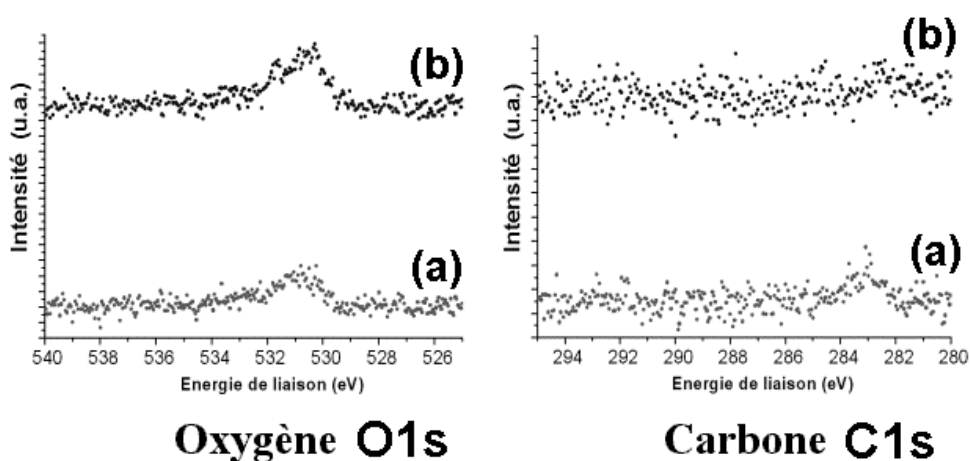 Intensité (u.a.)
(b)
(a)
540 538 536 534 532 530 528 526
Energie de liaison (eV)
Oxygène O1s
Intensité (u.a.)
(b)
(a)
294 292 290 288 286 284 282 280
Energie de liaison (eV)
Carbone C1s